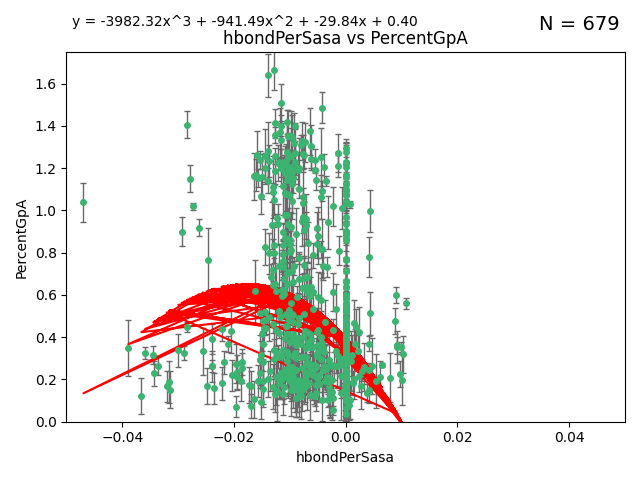 y = -3982.32x^3 + -941.49x^2 + -29.84x + 0.40
N = 679
hbondPerSasa vs PercentGpA
1.6
1.4
1.2
1.0
0.8
0.6
0.4
0.2
0.0
PercentGpA
−0.04
−0.02
0.00
0.02
0.04
hbondPerSasa